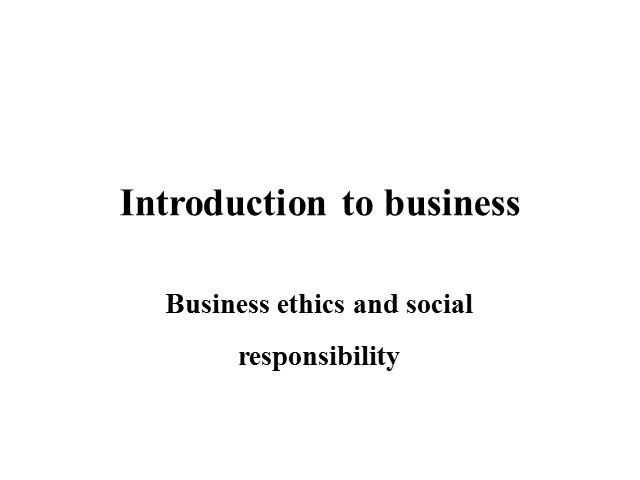 Introduction to business
Business ethics and social
responsibility